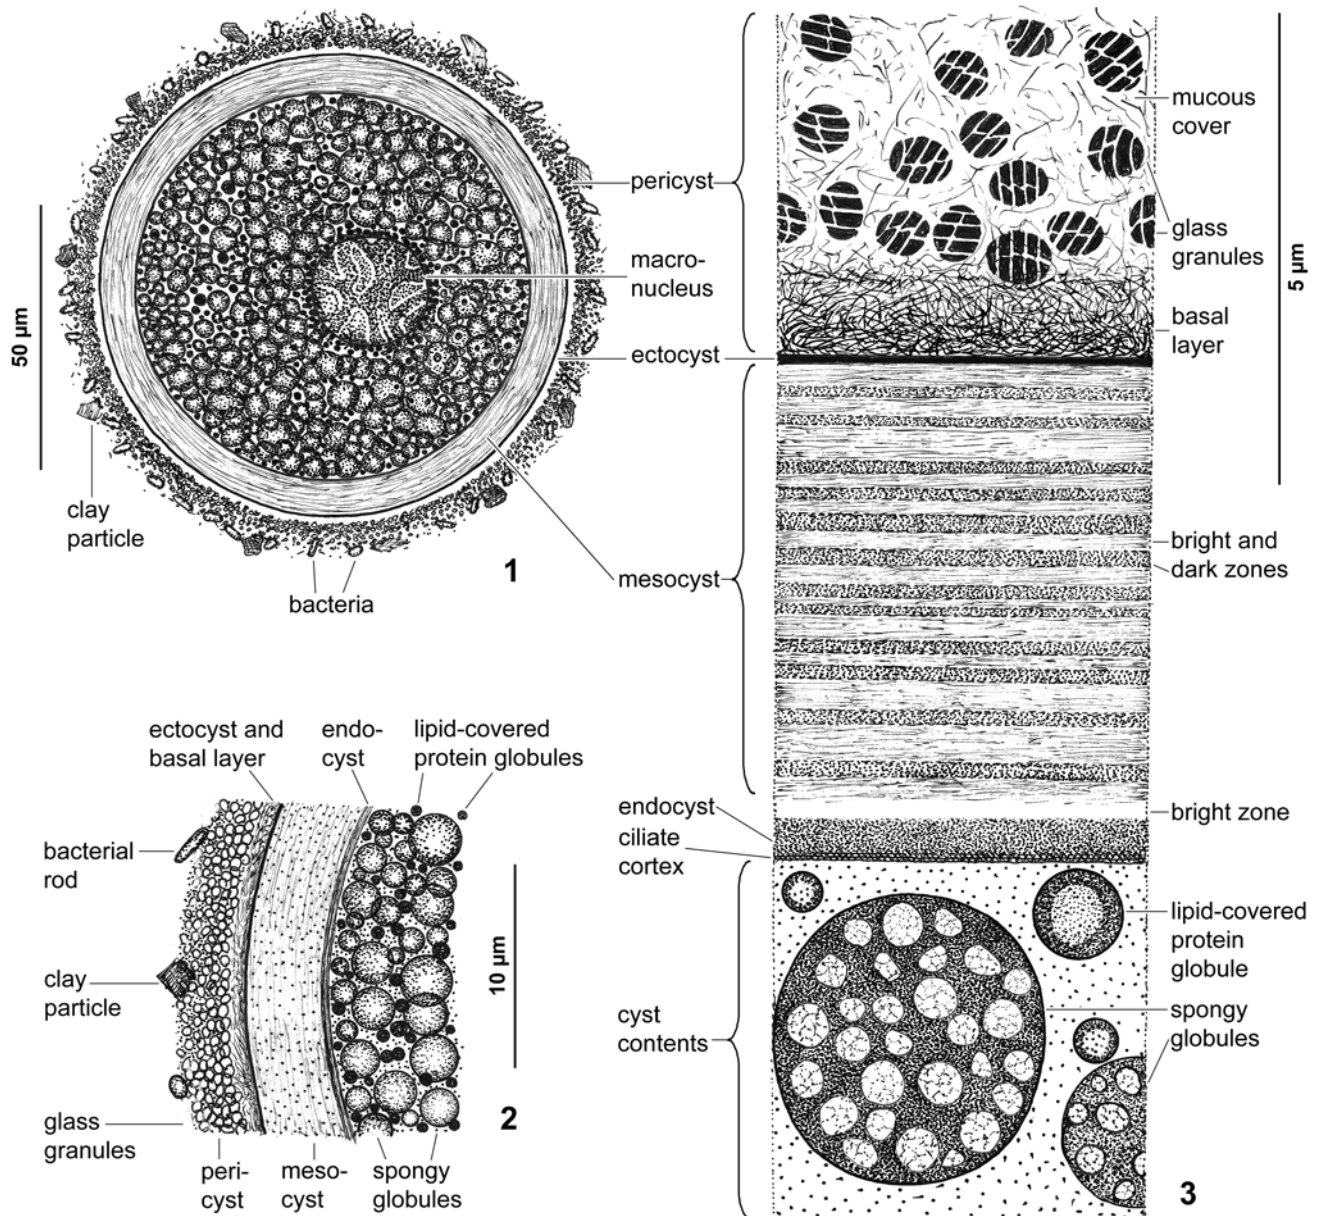 50 µm
clay
particle
bacteria
1
pericyst
macro-
nucleus
ectocyst
mesocyst
ectocyst and
basal layer
endo-
cyst
lipid-covered
protein globules
bacterial
rod
clay
particle
glass
granules
peri-
cyst
meso-
cyst
spongy
globules
10 µm
2
mucous
cover
glass
granules
basal
layer
5 µm
bright and
dark zones
bright zone
endocyst
ciliate
cortex
cyst
contents
lipid-covered
protein
globule
spongy
globules
3